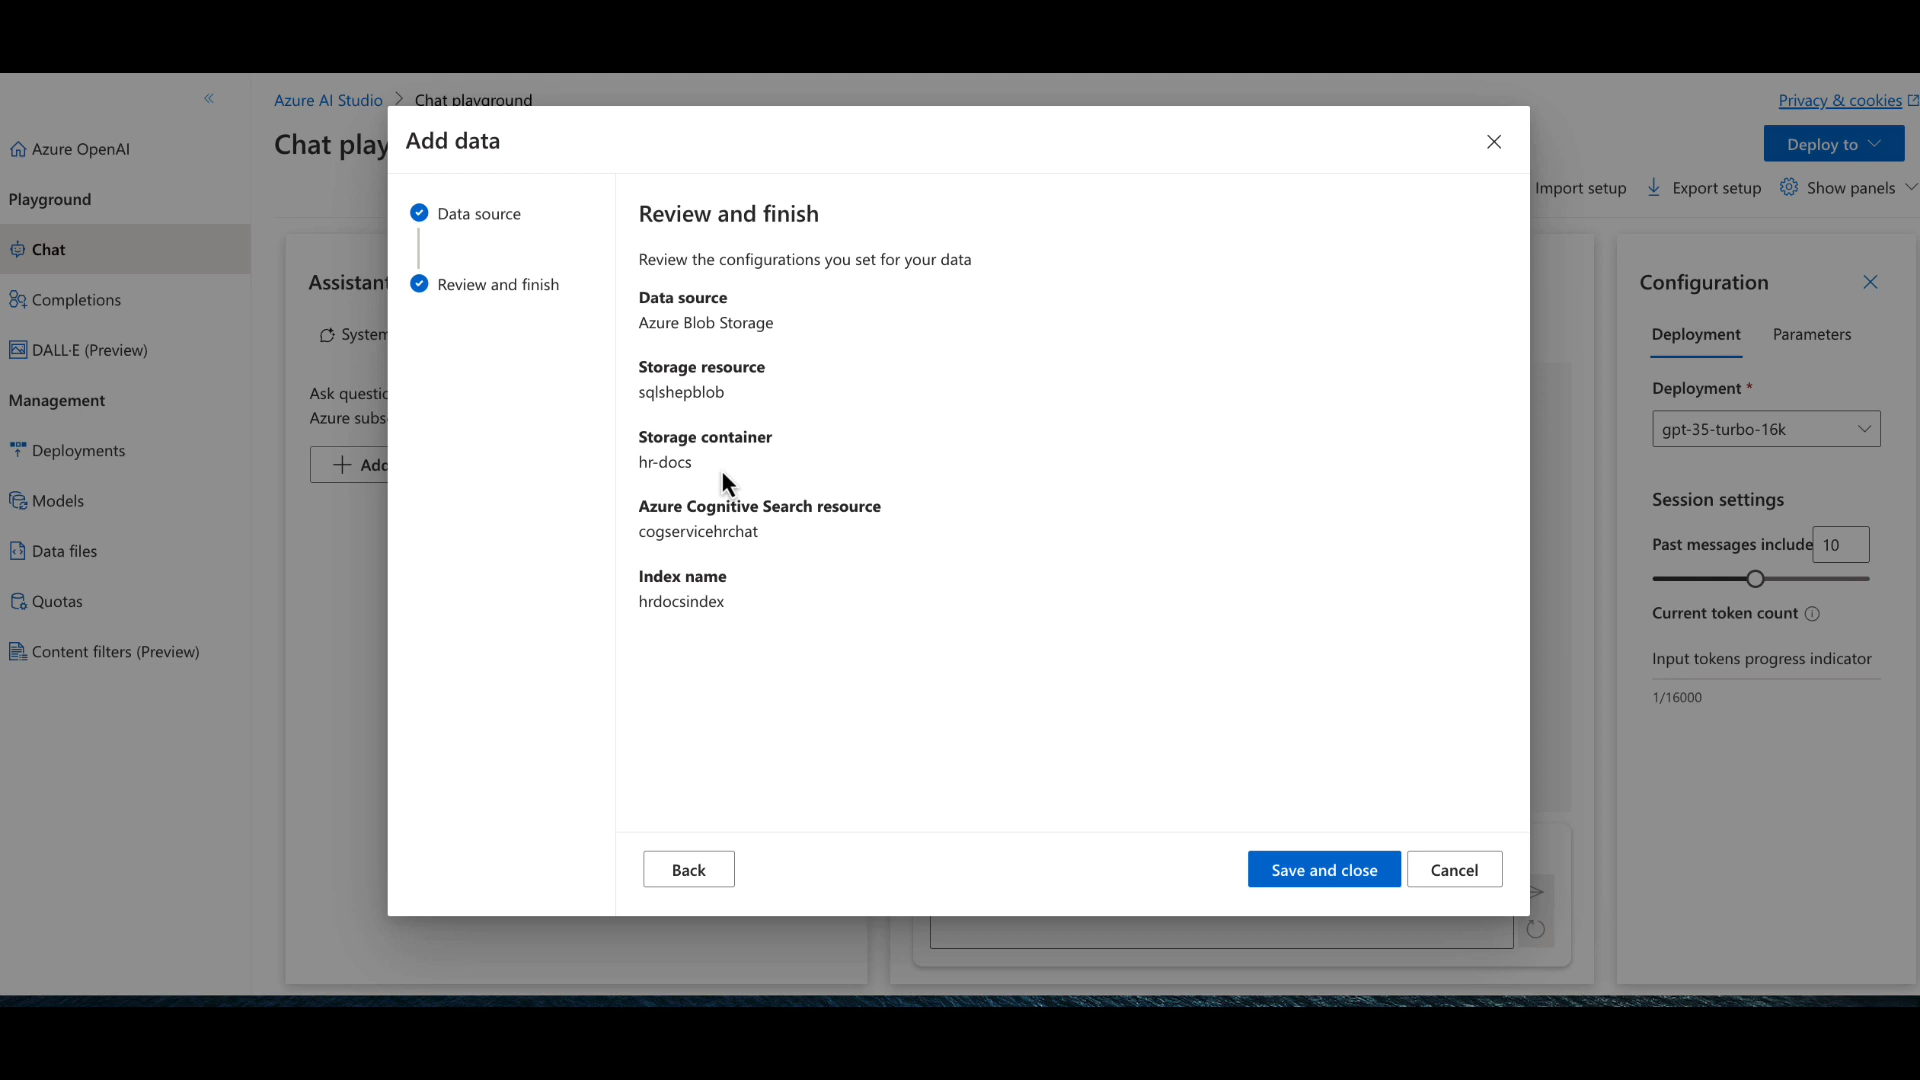 Azure AI Studio > Chat playground
Privacy & cookies
Chat play
Deploy to
Import setup
Export setup
Show panels
Azure OpenAI
Playground
Chat
Completions
DALL·E (Preview)
Management
Deployments
Models
Data files
Quotas
Content filters (Preview)
Assistant
System
Ask questio
Azure subs
Add
Add data
Data source
Review and finish
Review and finish
Review the configurations you set for your data
Data source
Azure Blob Storage
Storage resource
sqlshepblob
Storage container
hr-docs
Azure Cognitive Search resource
cogservicehrchat
Index name
hrdocsindex
Back
Save and close
Cancel
Configuration
Deployment
Parameters
Deployment *
gpt-35-turbo-16k
Session settings
Past messages include 10
Current token count
Input tokens progress indicator
1/16000